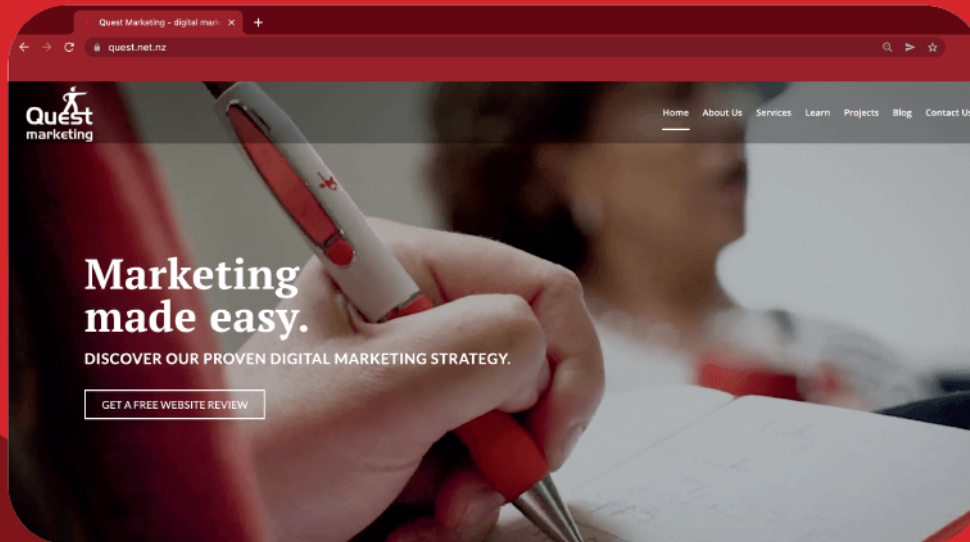 Quest Marketing - digital mark
quest.net.nz
Quest
marketing
Home About Us Services Learn Projects Blog Contact Us
Marketing
made easy.
DISCOVER OUR PROVEN DIGITAL MARKETING STRATEGY.
GET A FREE WEBSITE REVIEW